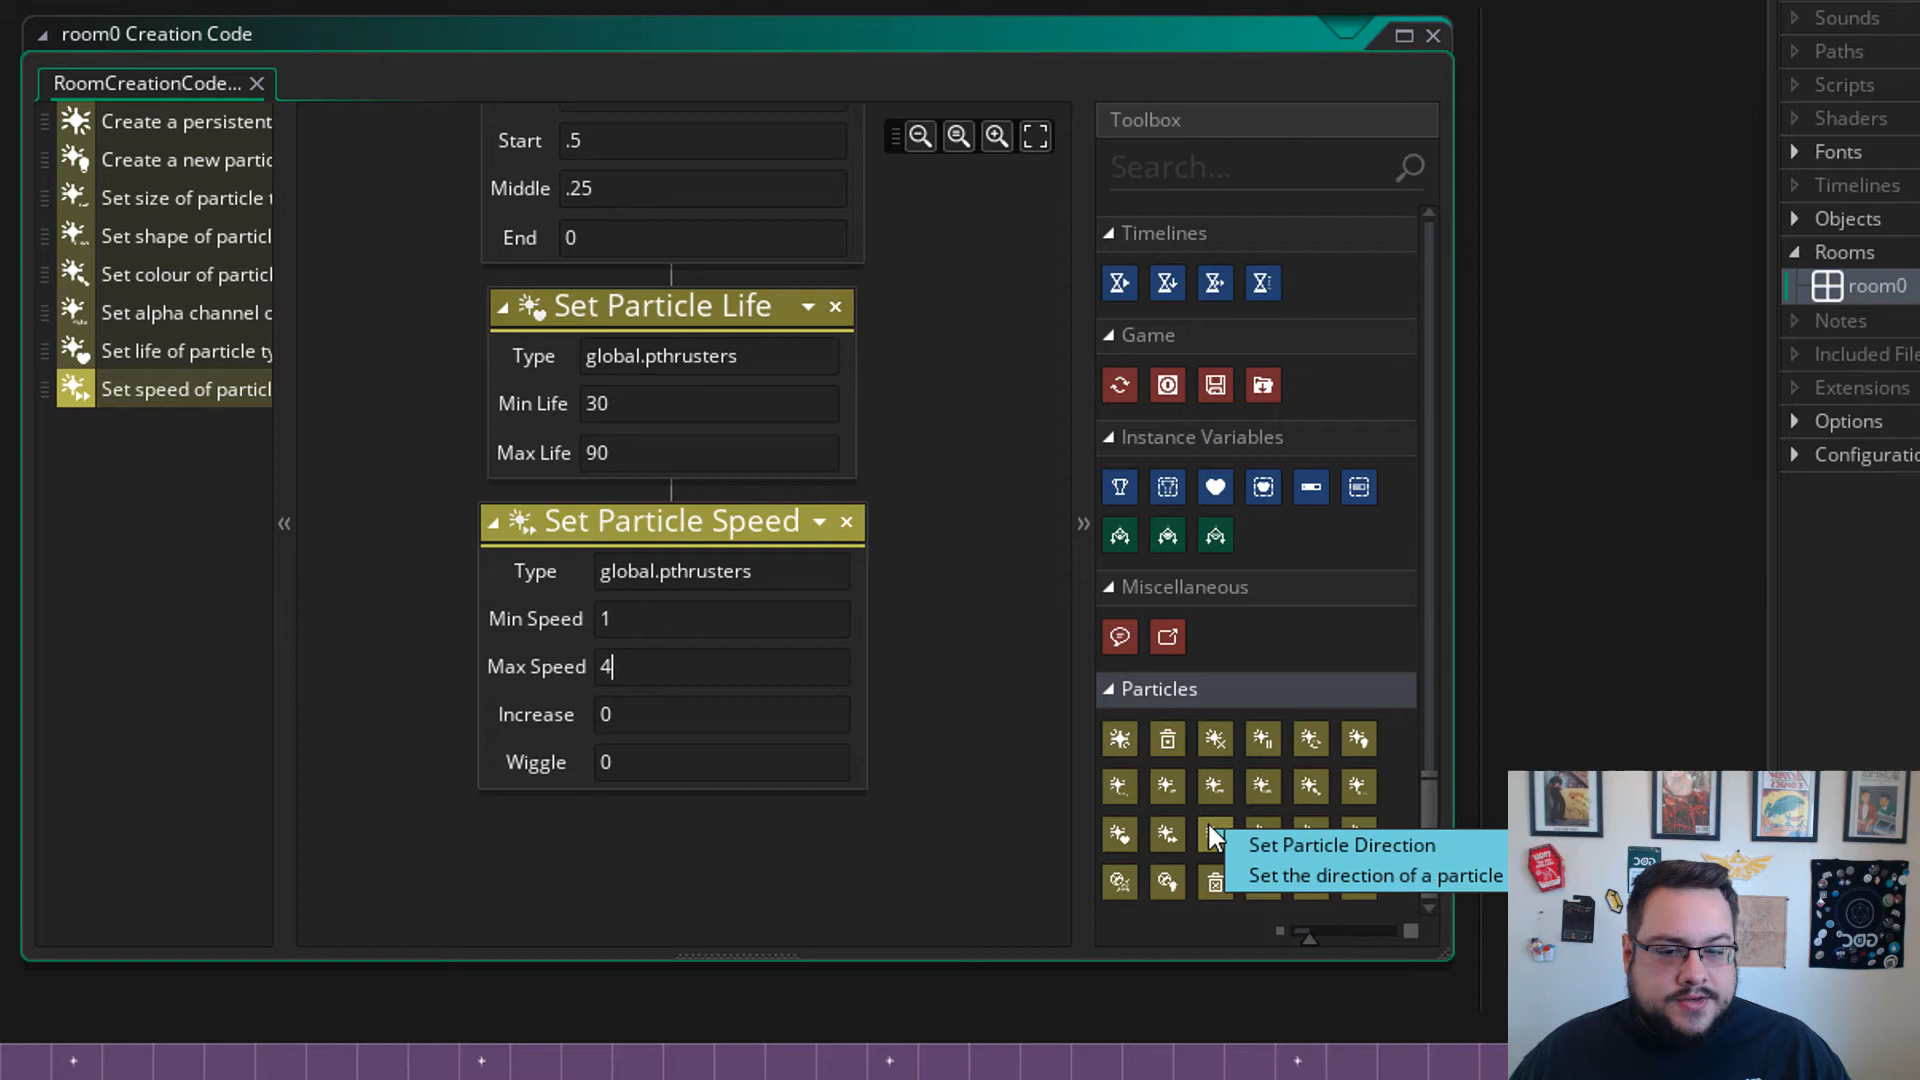 room0 Creation Code
RoomCreationCode...
Create a persistent
Create a new partic
Set size of particle t
Set shape of particl
Set colour of particl
Set alpha channel c
Set life of particle ty
Set speed of particl
Start .5
Middle .25
End 0
Set Particle Life
Type global.pthrusters
Min Life 30
Max Life 90
Set Particle Speed
Type global.pthrusters
Min Speed 1
Max Speed 4
Increase 0
Wiggle 0
Toolbox
Search...
Timelines
Game
Instance Variables
Miscellaneous
Particles
Set Particle Direction
Set the direction of a particle
Sounds
Paths
Scripts
Shaders
Fonts
Timelines
Objects
Rooms
room0
Notes
Included File
Extensions
Options
Configuratio